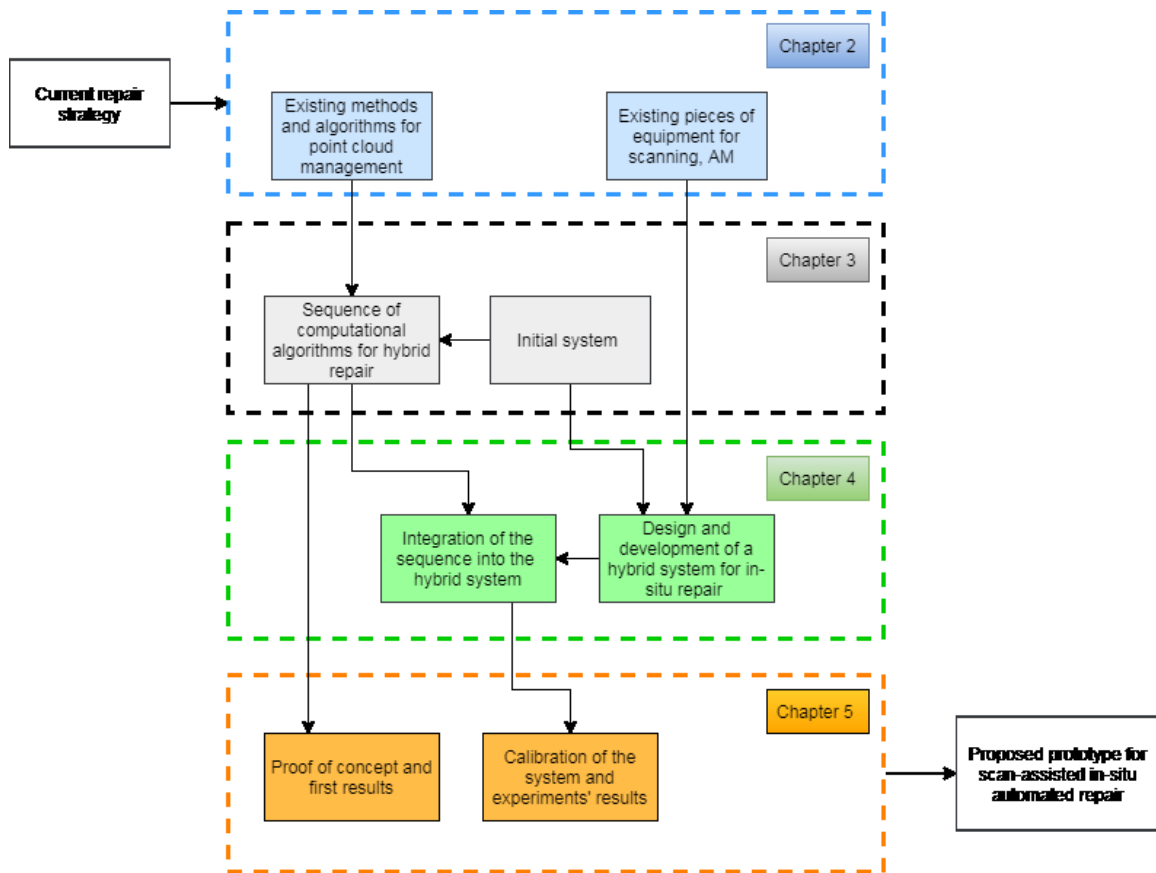 Chapter 2
Current repair
strategy
Existing methods
and algorithms for
point cloud
management
Existing pieces of
equipment for
scanning, AM
Chapter 3
Sequence of
computational
algorithms for hybrid
repair
Initial system
Chapter 4
Integration of the
sequence into the
hybrid system
Design and
development of a
hybrid system for in-
situ repair
Chapter 5
Proof of concept and
first results
Calibration of the
system and
experiments' results
Proposed prototype for
scan-assisted in-situ
automated repair